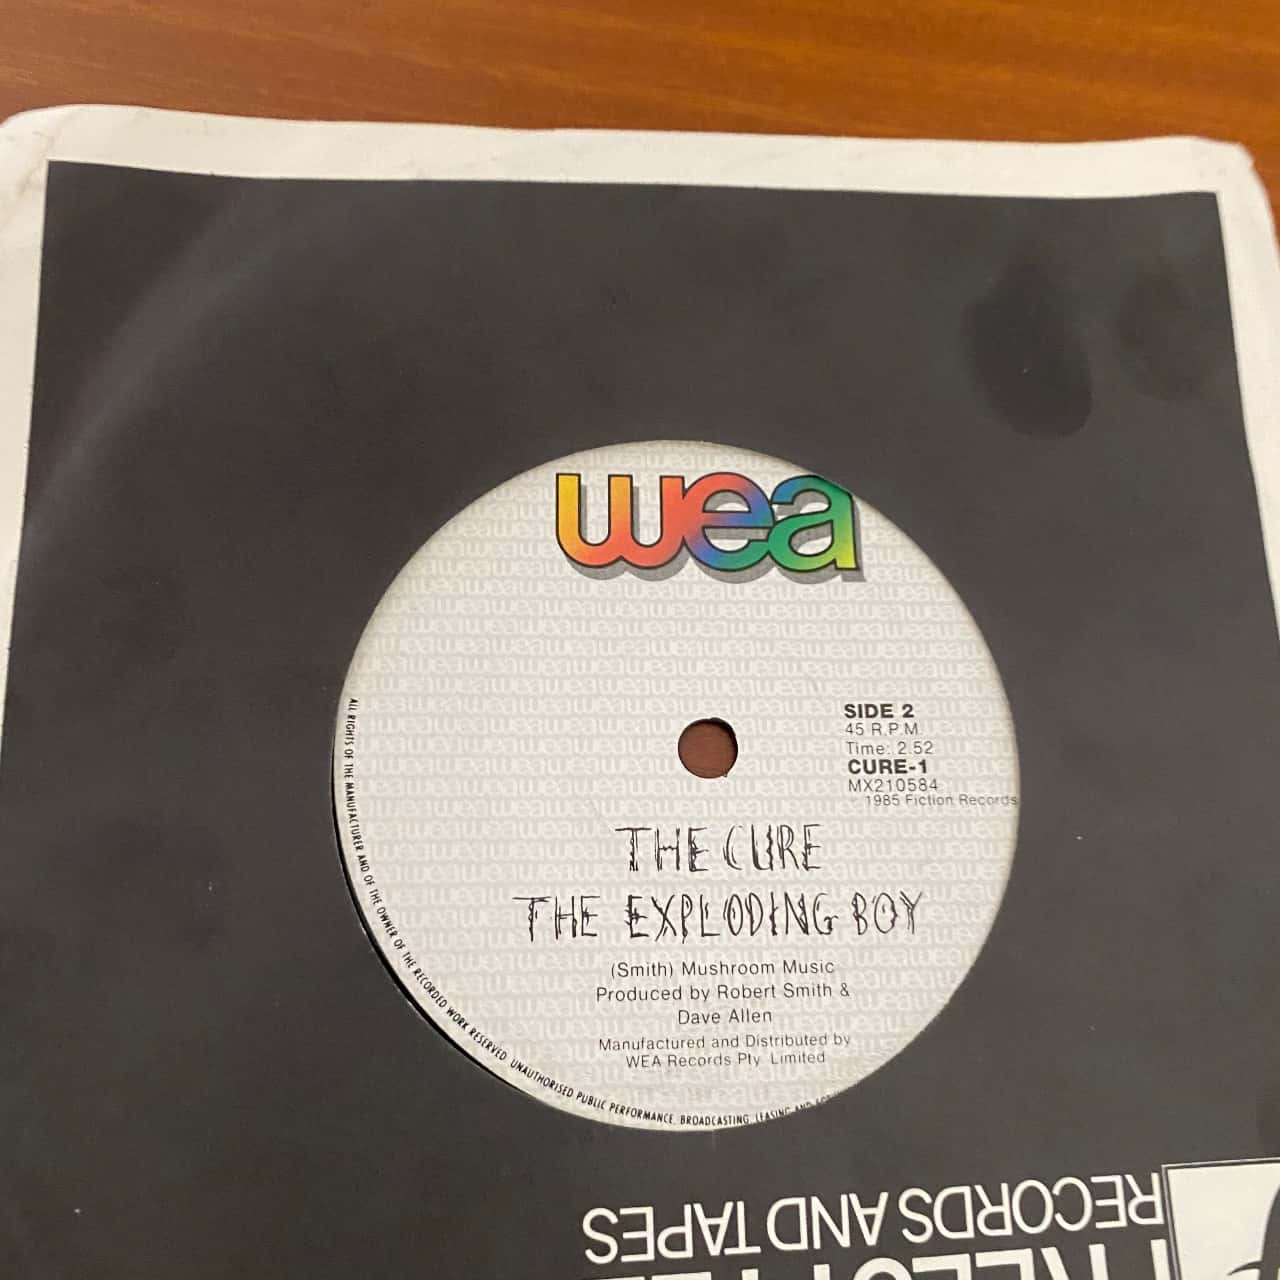 wea
SIDE 2
45 R.P.M.
Time: 2.52
CURE-1
MX210584
1985 Fiction Records
THE CURE
THE EXPLODING BOY
(Smith) Mushroom Music
Produced by Robert Smith &
Dave Allen
Manufactured and Distributed by
WEA Records Pty. Limited
ALL RIGHTS OF THE MANUFACTURER AND OF THE OWNER OF THE RECORDED WORK RESERVED. UNAUTHORISED PUBLIC PERFORMANCE, BROADCASTING, LEASING AND
RECORDS AND TAPES